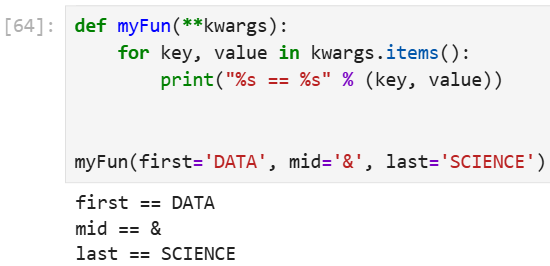 [64]: def myFun(**kwargs):
    for key, value in kwargs.items():
        print("%s == %s" % (key, value))
myFun(first='DATA', mid='&', last='SCIENCE')
first == DATA
mid == &
last == SCIENCE